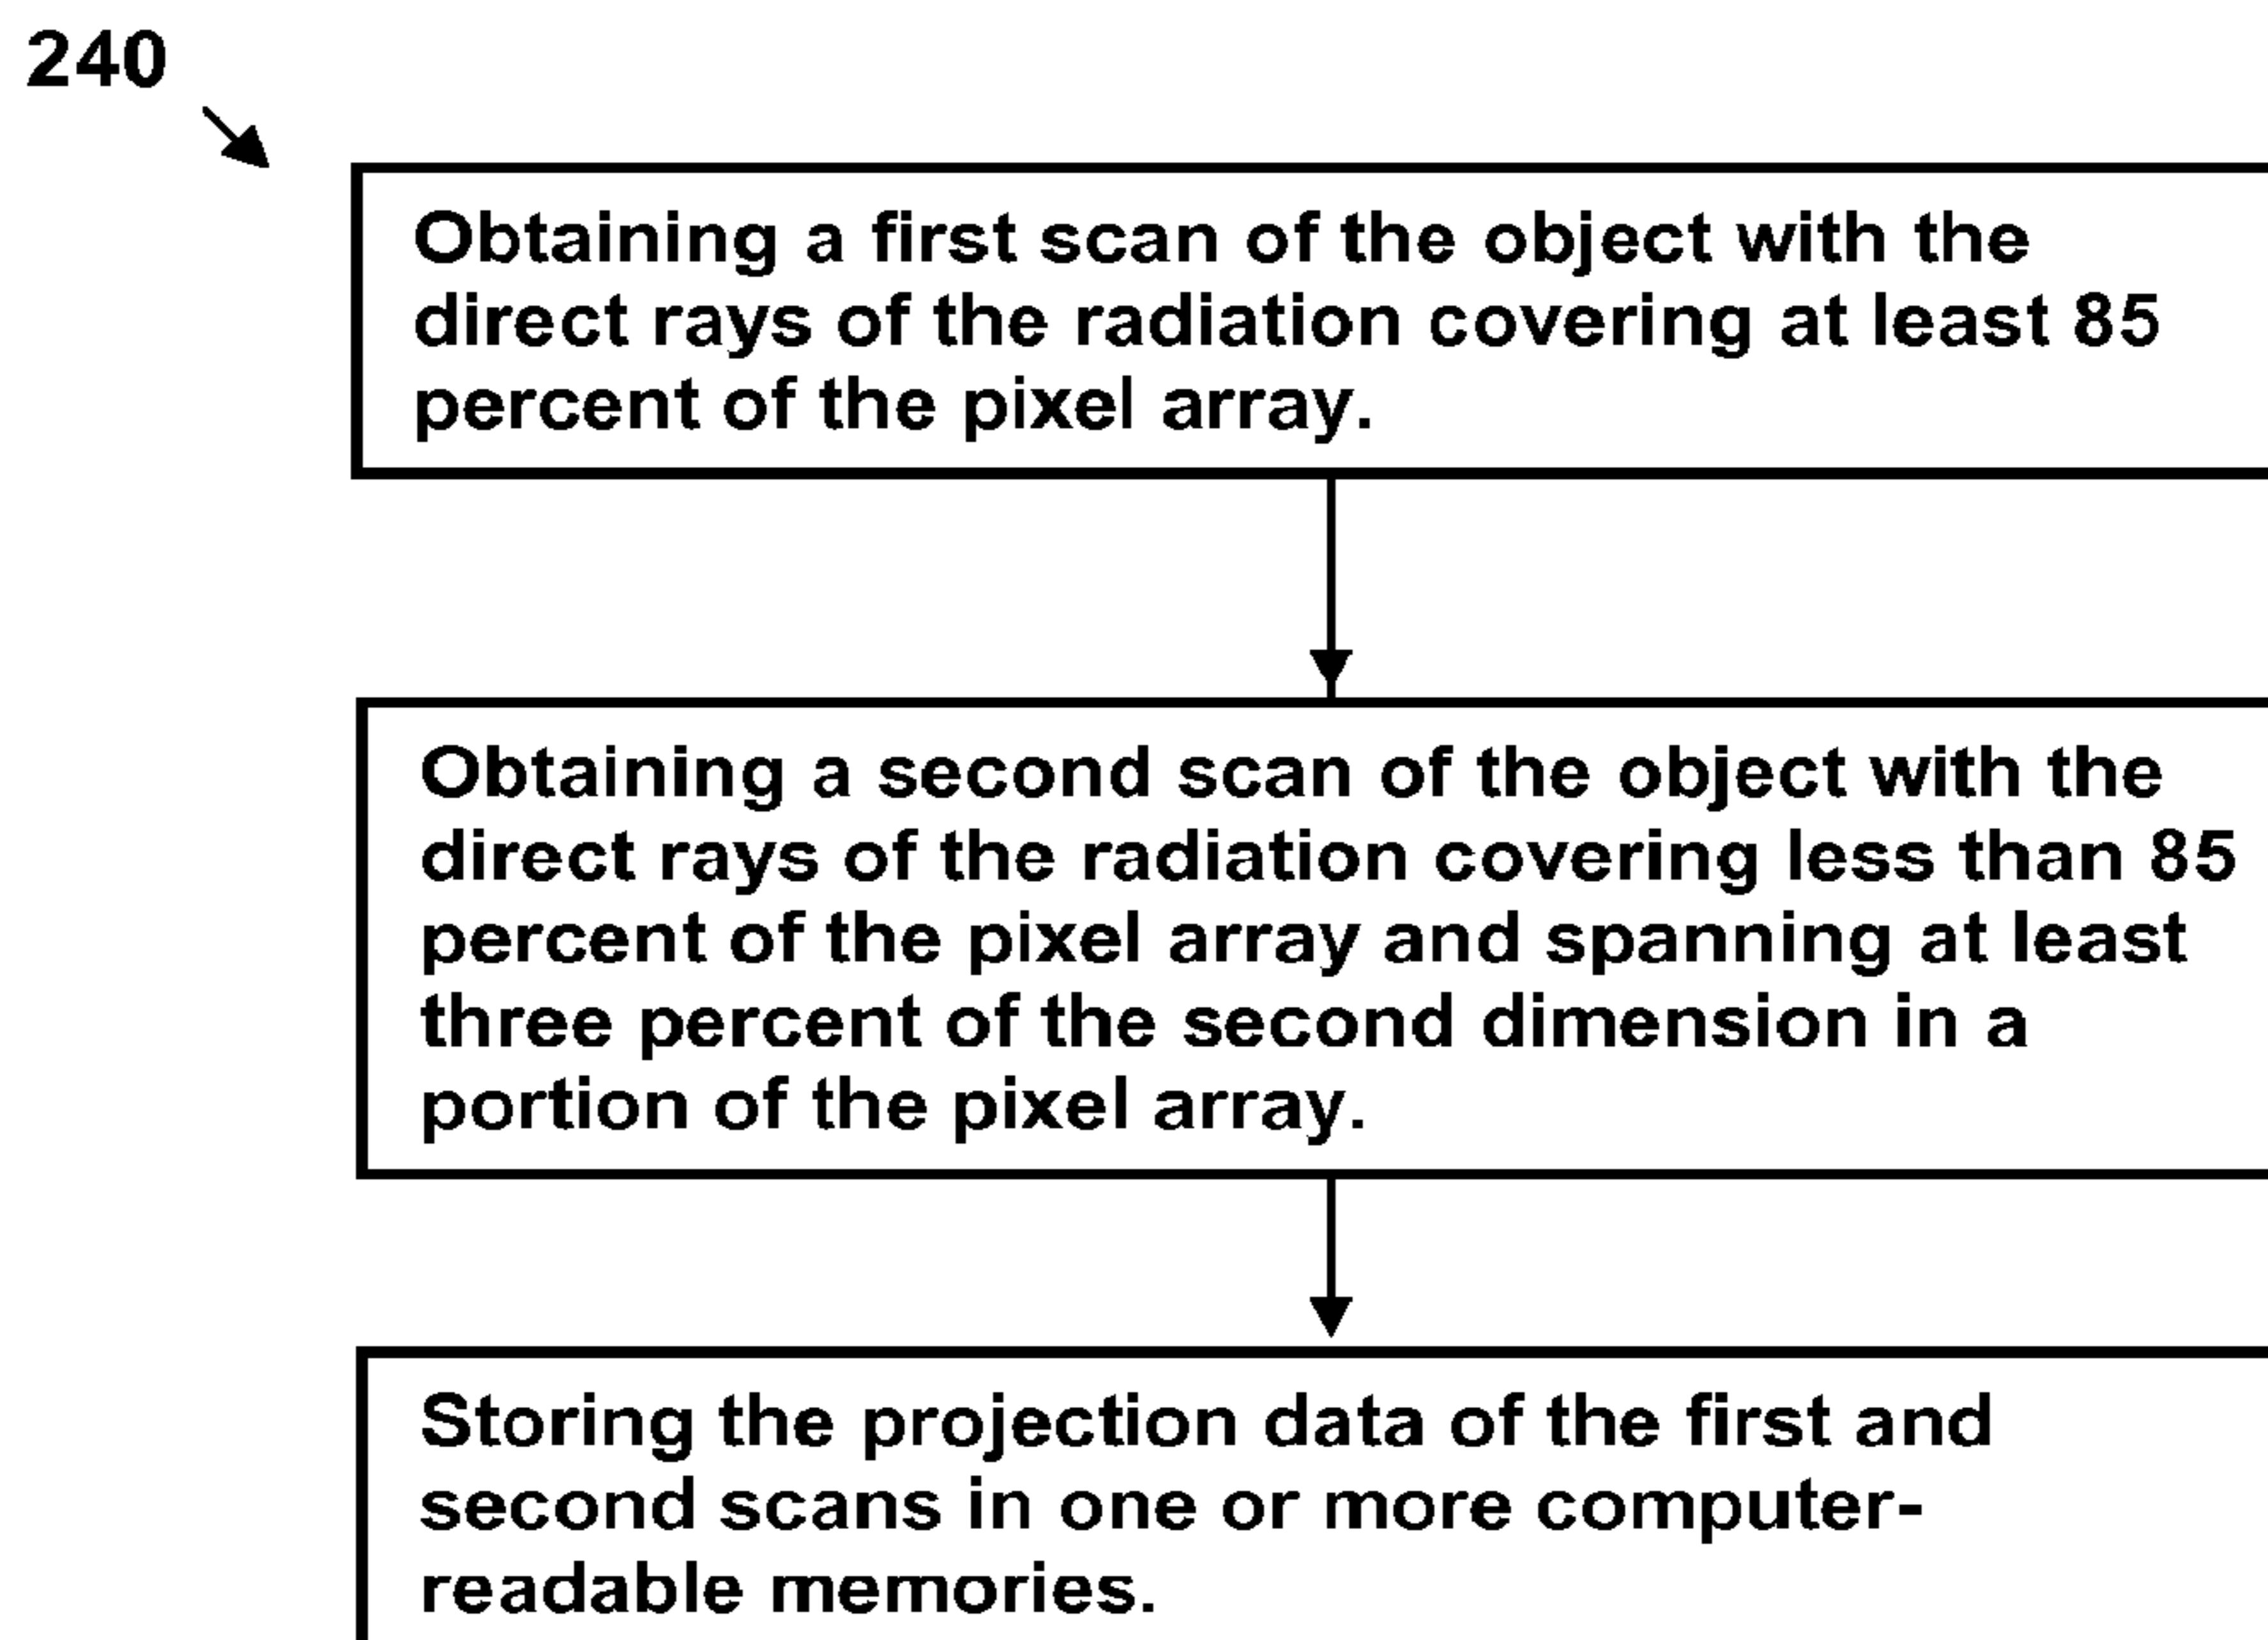 240
Obtaining a first scan of the object with the
direct rays of the radiation covering at least 85
percent of the pixel array.
Obtaining a second scan of the object with the
direct rays of the radiation covering less than 85
percent of the pixel array and spanning at least
three percent of the second dimension in a
portion of the pixel array.
Storing the projection data of the first and
second scans in one or more computer-
readable memories.